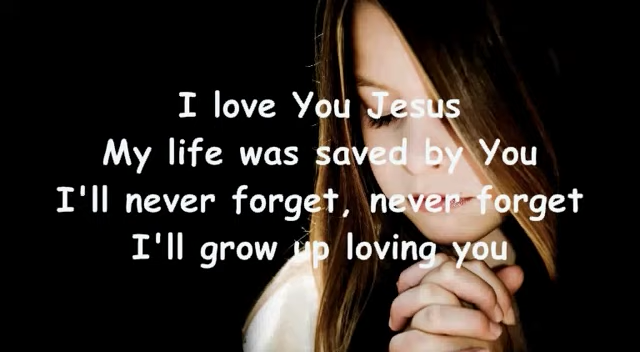 I love You Jesus
My life was saved by You
I'll never forget, never forget
I'll grow up loving you